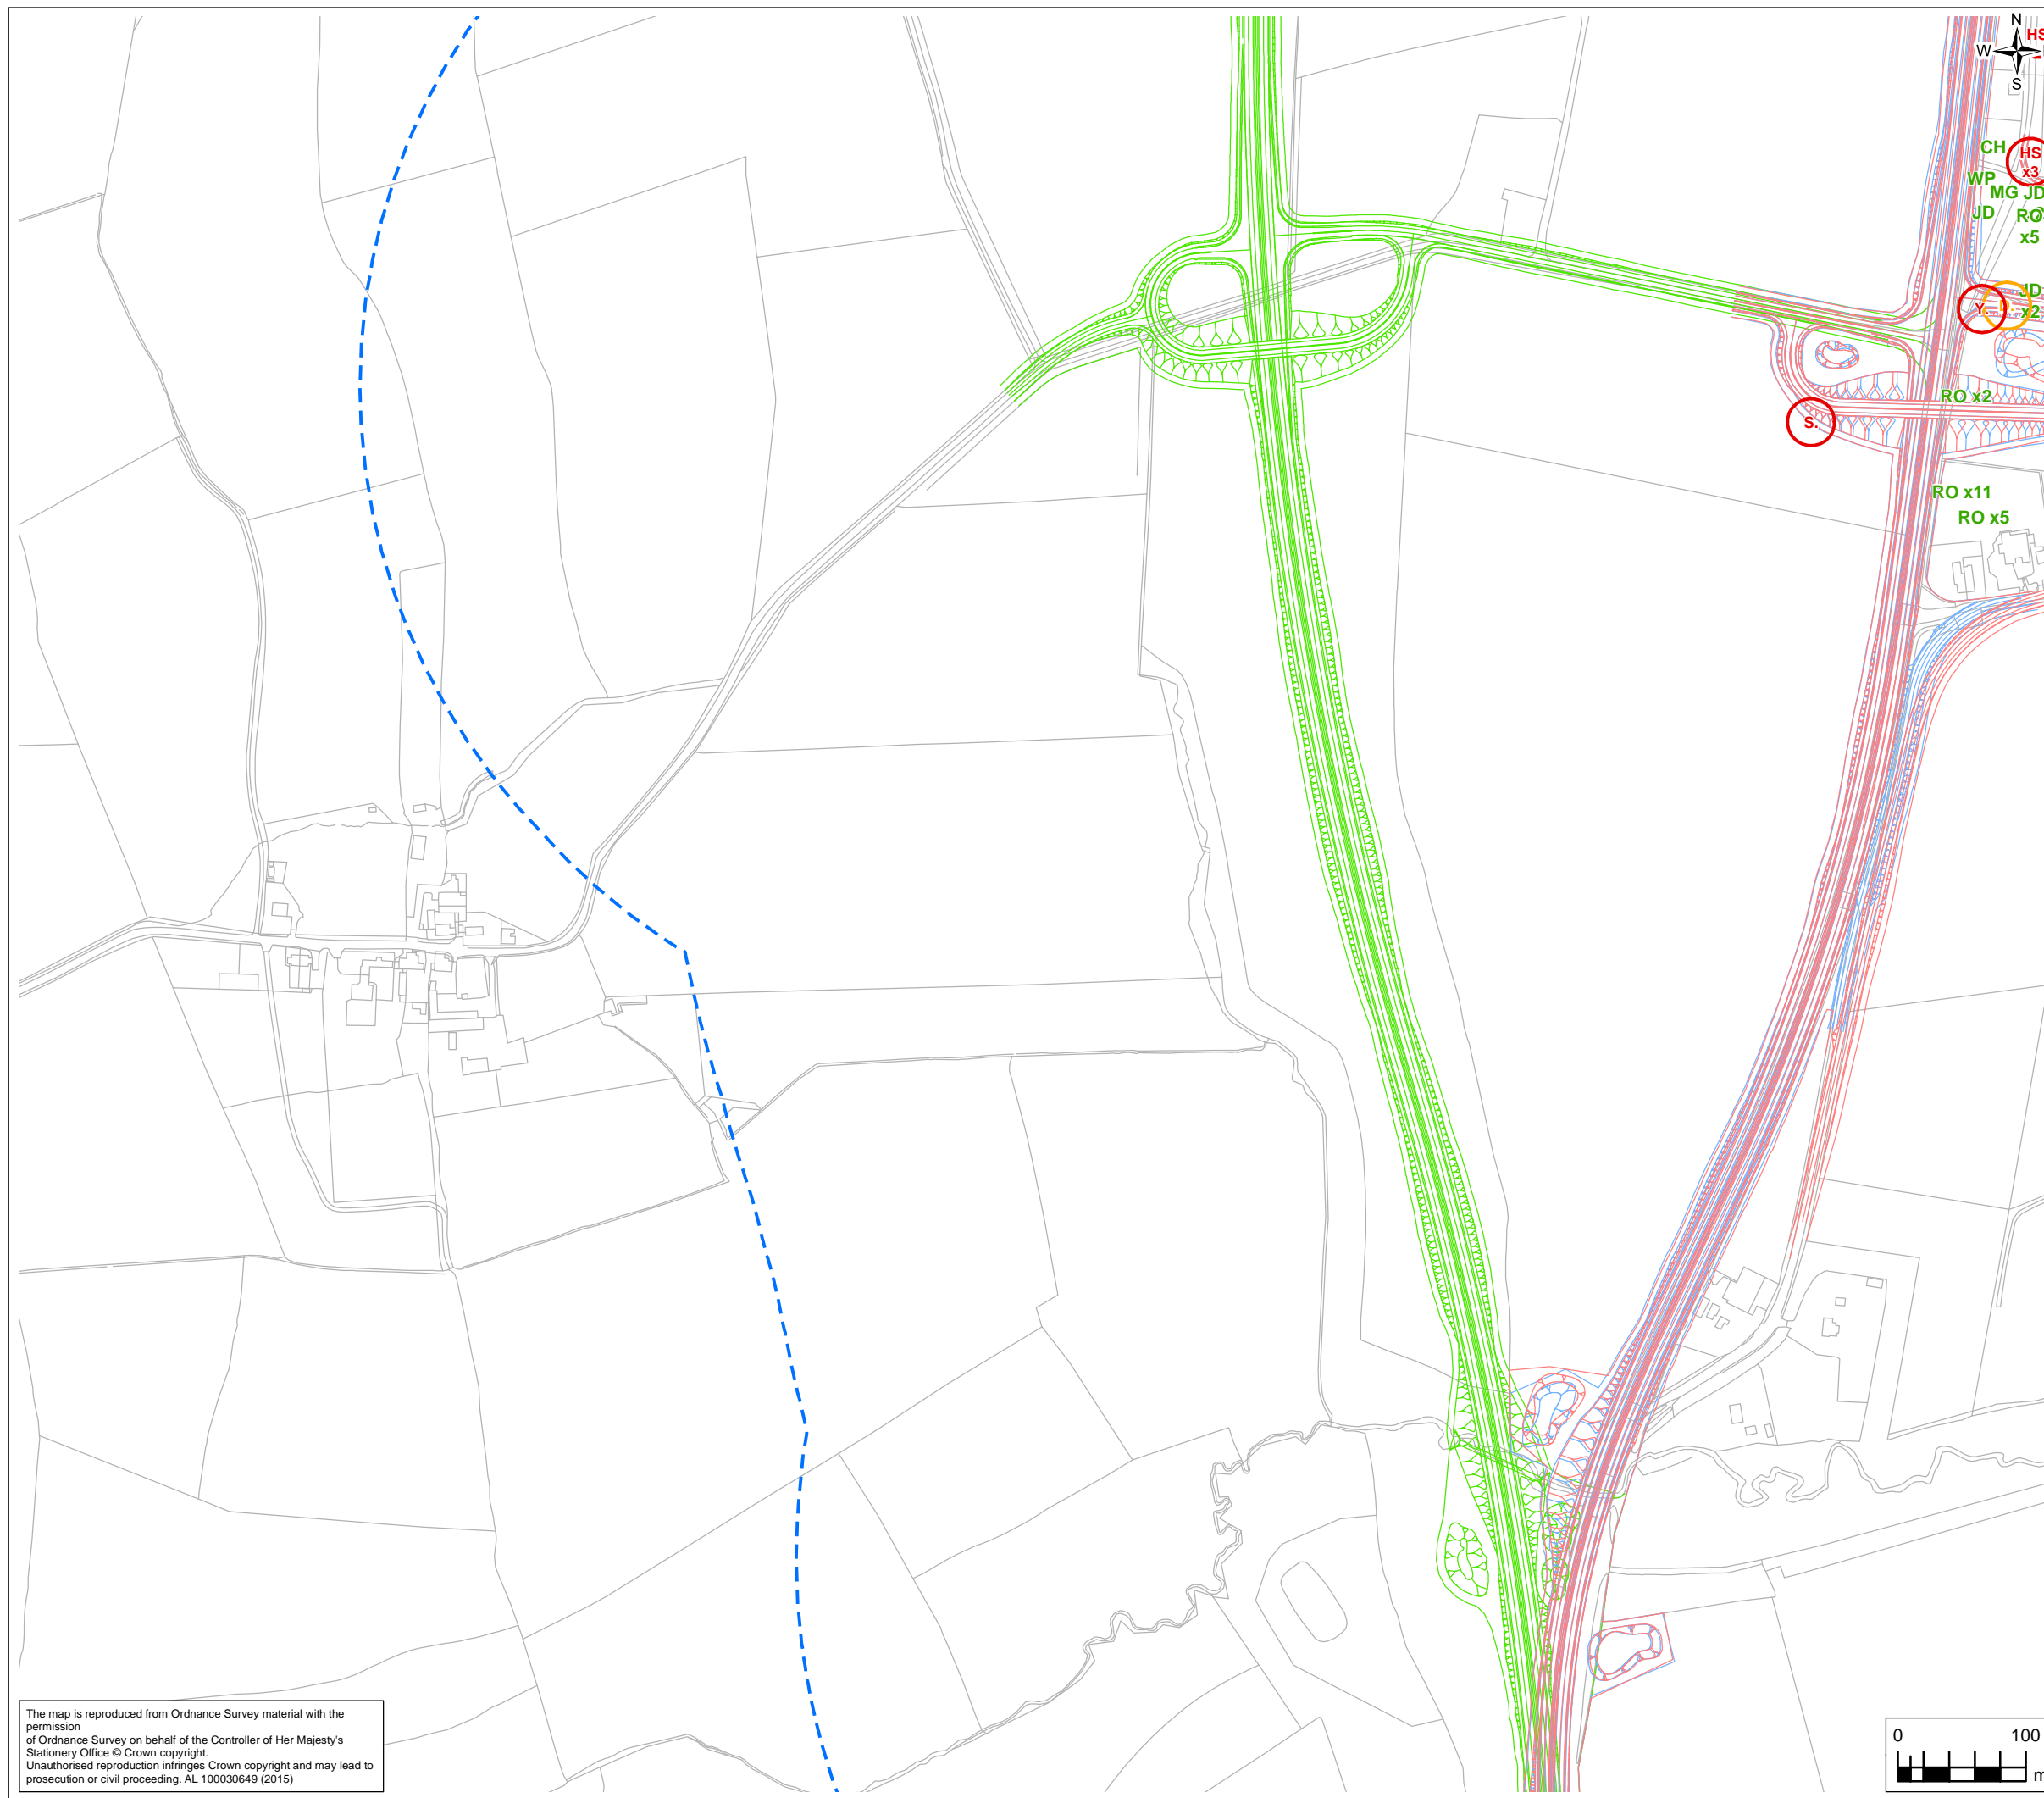 N
HS
W
S
CH
HS
x3
WP
MG JD
JD
RO
x5
JD
Y.
x2
RO x2
S.
RO x11
RO x5
The map is reproduced from Ordnance Survey material with the
permission
of Ordnance Survey on behalf of the Controller of Her Majesty's
Stationery Office © Crown copyright.
Unauthorised reproduction infringes Crown copyright and may lead to
prosecution or civil proceeding. AL 100030649 (2015)
0 100
m